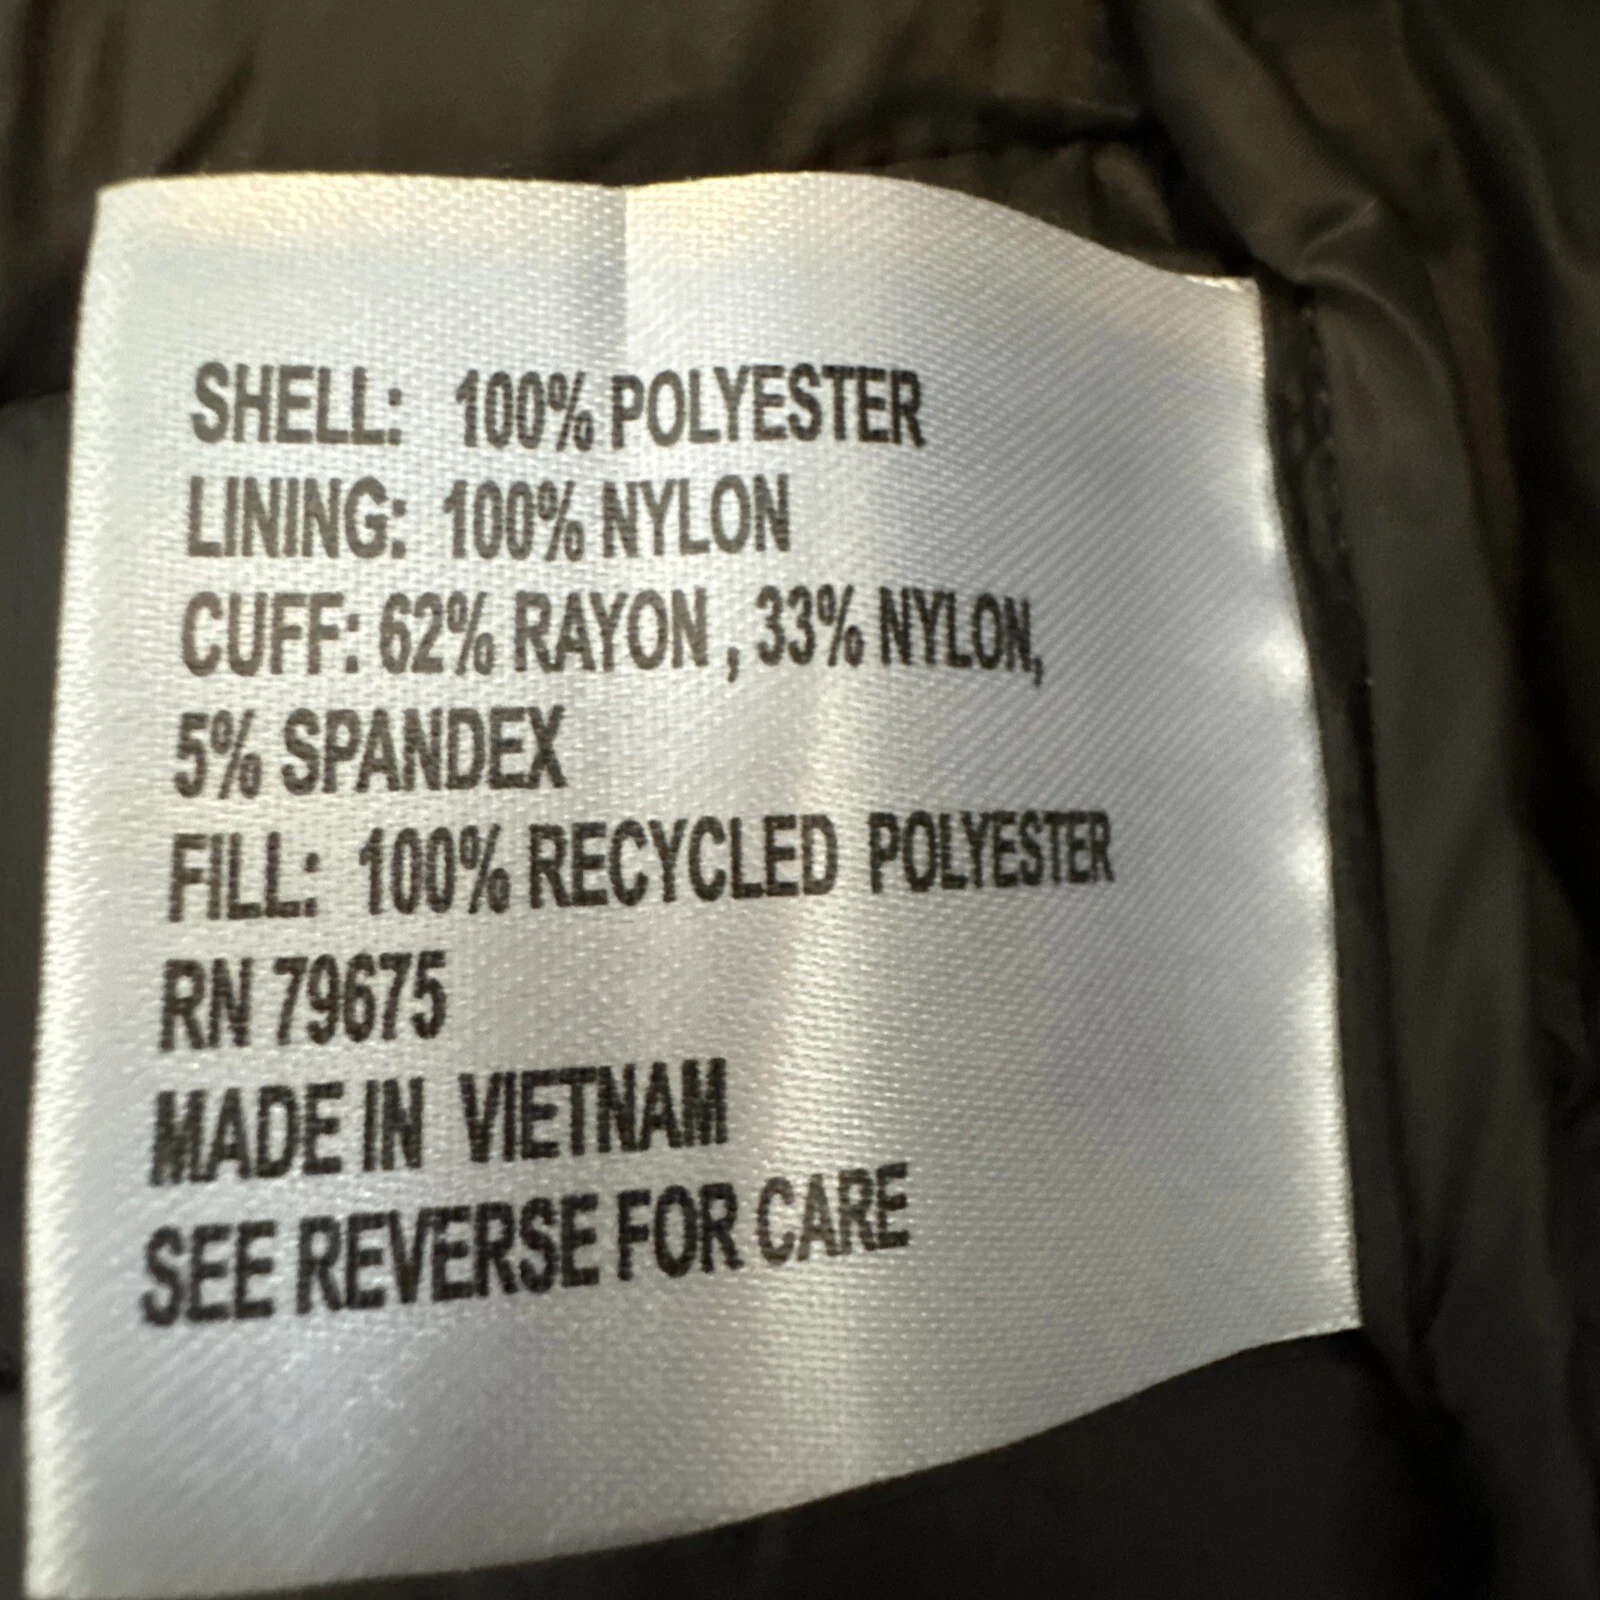 SHELL: 100% POLYESTER
LINING: 100% NYLON
CUFF: 62% RAYON , 33% NYLON,
5% SPANDEX
FILL: 100% RECYCLED POLYESTER
RN 79675
MADE IN VIETNAM
SEE REVERSE FOR CARE